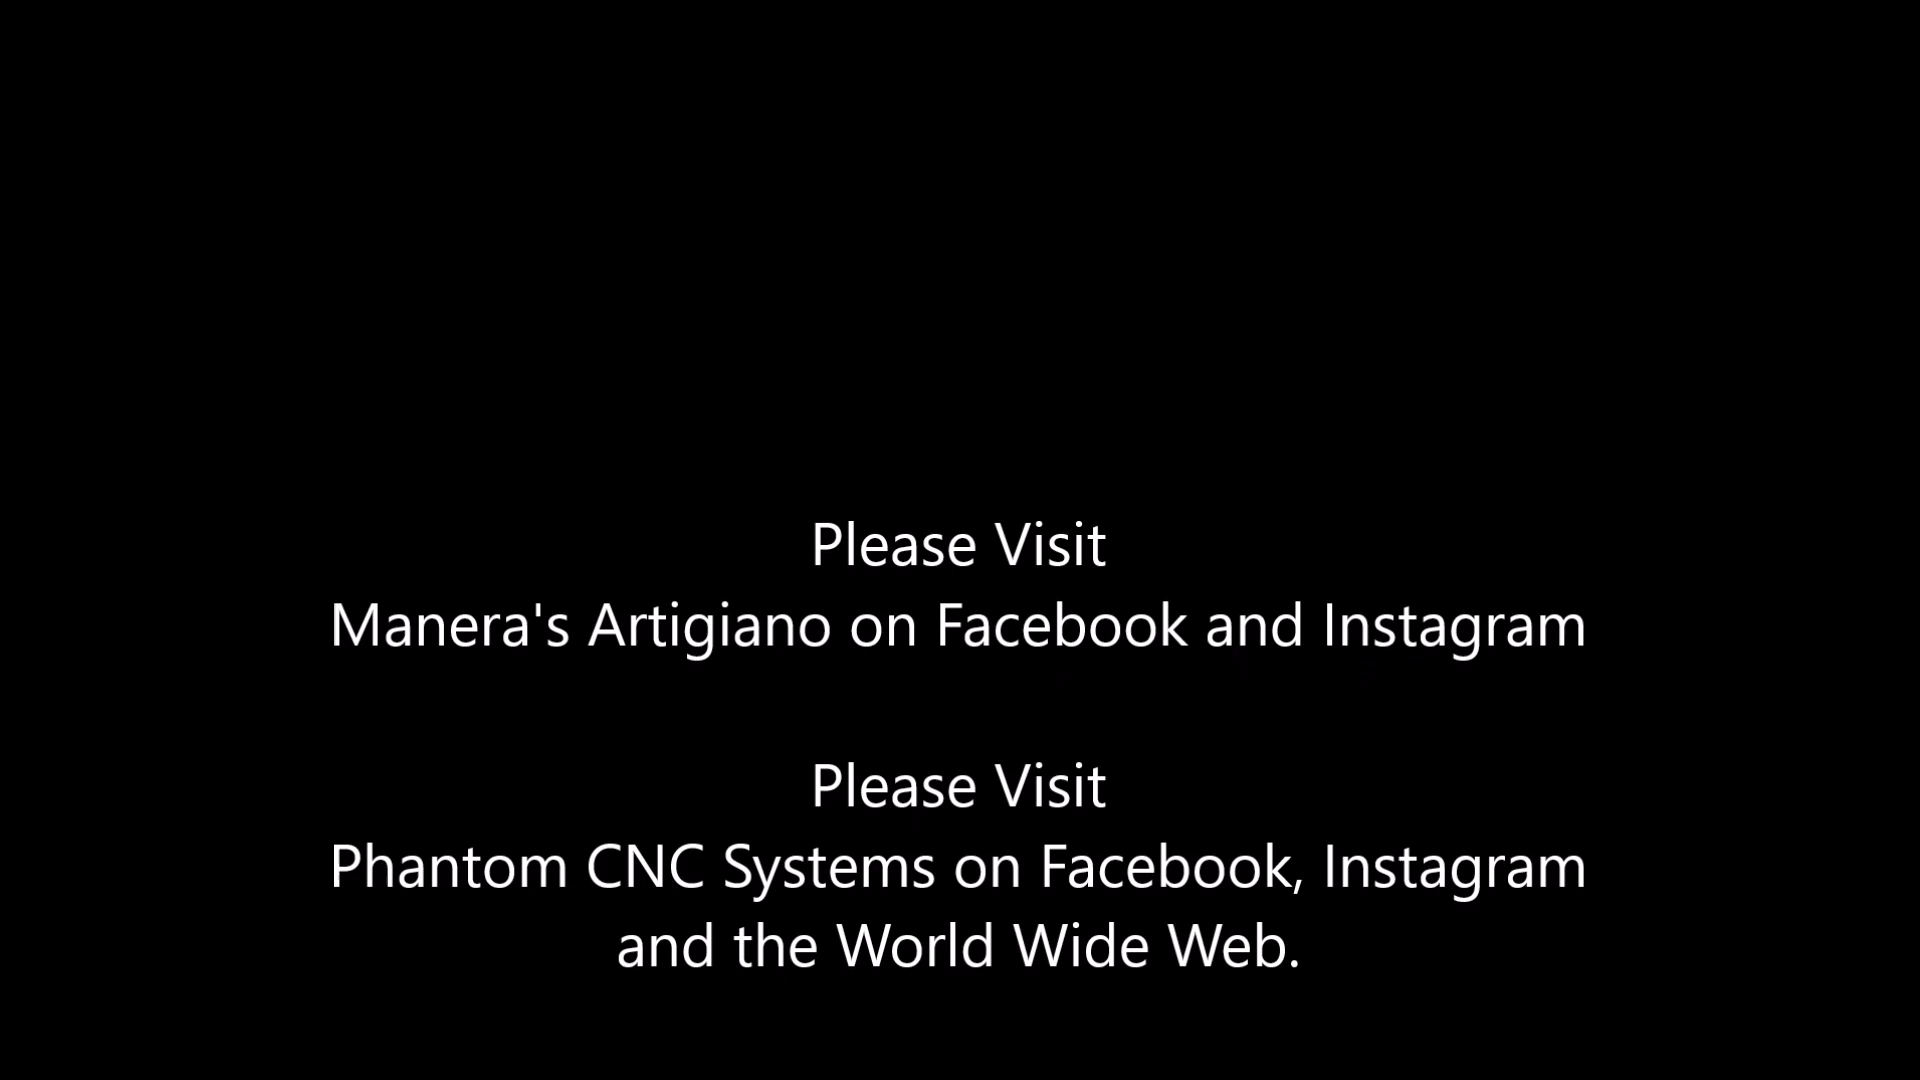 Please Visit
Manera's Artigiano on Facebook and Instagram
Please Visit
Phantom CNC Systems on Facebook, Instagram
and the World Wide Web.